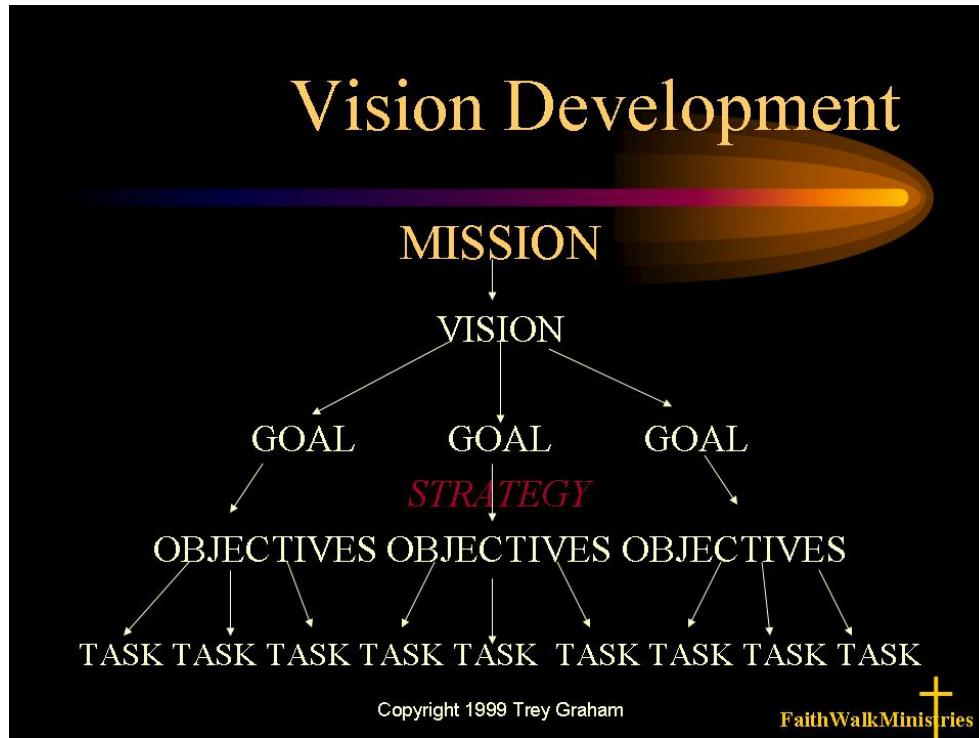 Vision Development
MISSION
VISION
GOAL GOAL GOAL
STRATEGY
OBJECTIVES OBJECTIVES OBJECTIVES
TASK TASK TASK TASK TASK TASK TASK TASK TASK
Copyright 1999 Trey Graham
FaithWalkMinistries